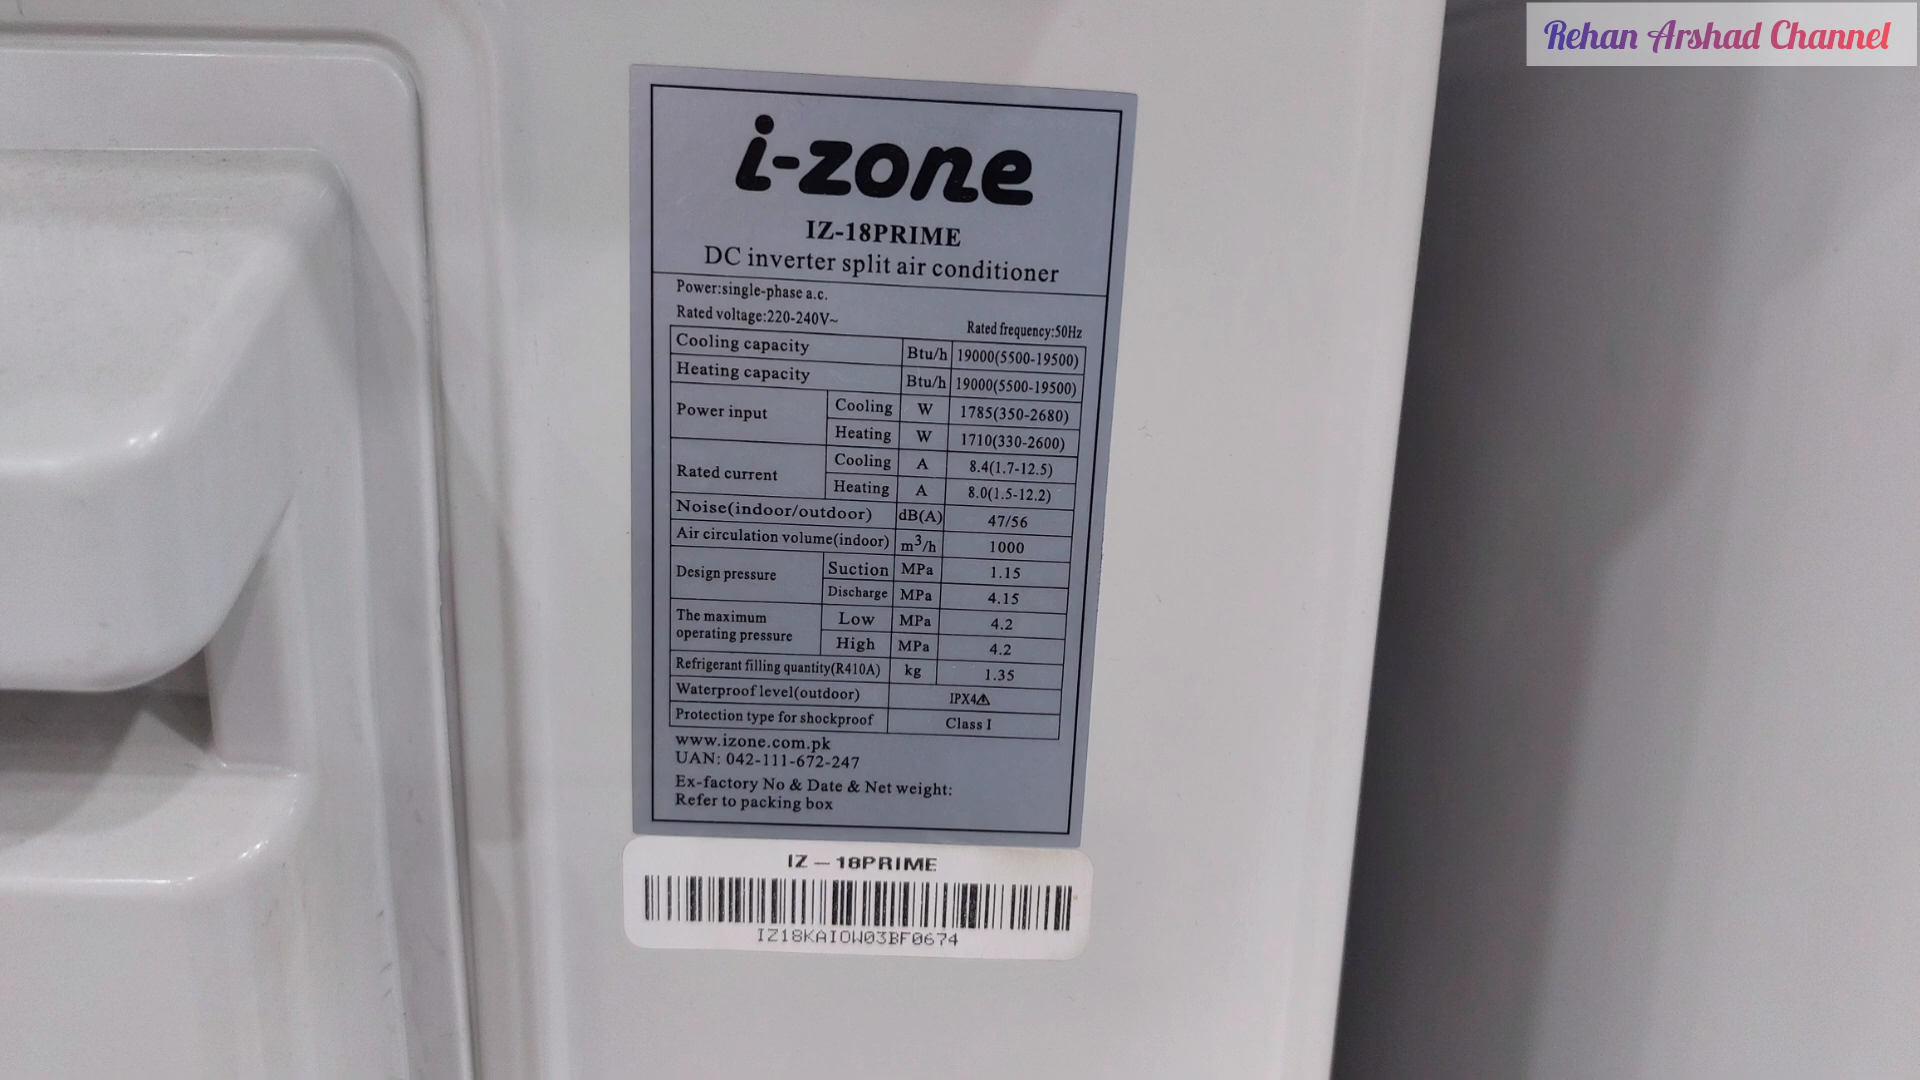 Rehan Arshad Channel
i-zone
IZ-18PRIME
DC inverter split air conditioner
Power:single-phase a.c.
Rated voltage:220-240V~ Rated frequency:50Hz
Cooling capacity Btu/h 19000(5500-19500)
Heating capacity Btu/h 19000(5500-19500)
Power input Cooling W 1785(350-2680)
Heating W 1710(330-2600)
Rated current Cooling A 8.4(1.7-12.5)
Heating A 8.0(1.5-12.2)
Noise(indoor/outdoor) dB(A) 47/56
Air circulation volume(indoor) m³/h 1000
Design pressure Suction MPa 1.15
Discharge MPa 4.15
The maximum operating pressure Low MPa 4.2
High MPa 4.2
Refrigerant filling quantity(R410A) kg 1.35
Waterproof level(outdoor) IPX4⚠
Protection type for shockproof Class I
www.izone.com.pk
UAN: 042-111-672-247
Ex-factory No & Date & Net weight:
Refer to packing box
IZ-18PRIME
IZ18KAIOW03BF0674